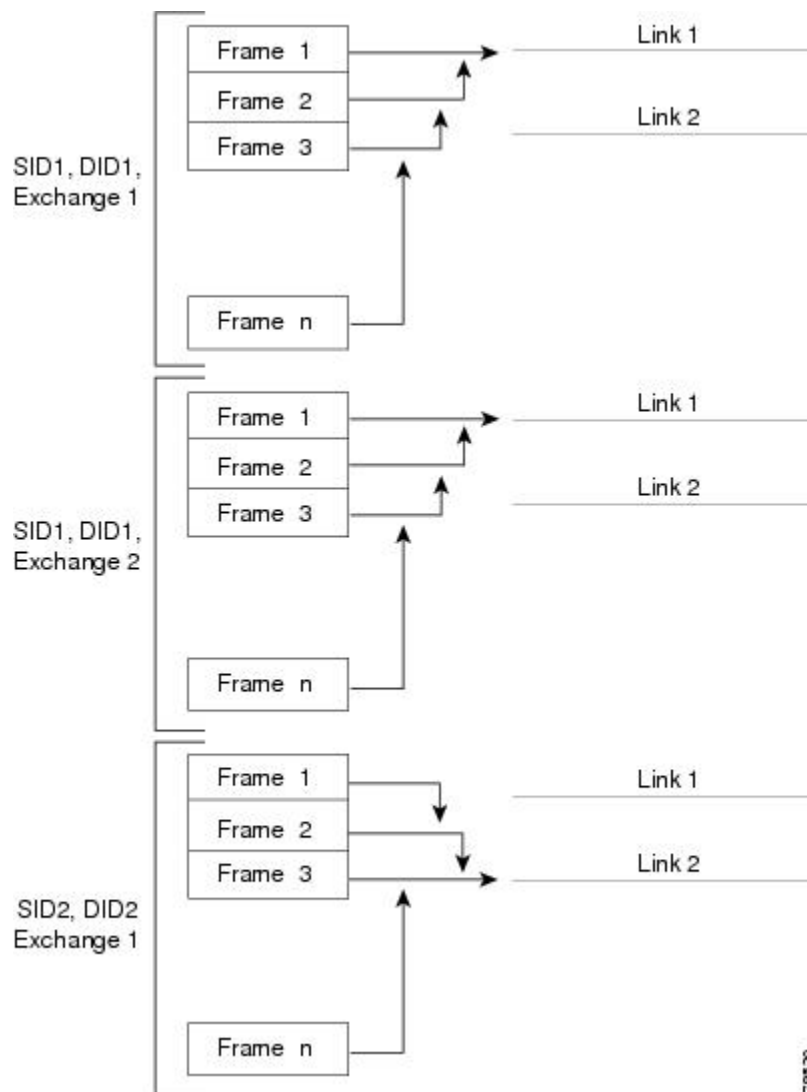 Frame 1
Link 1
Frame 2
Frame 3
Link 2
SID1, DID1,
Exchange 1
Frame n
Frame 1
Link 1
Frame 2
Frame 3
Link 2
SID1, DID1,
Exchange 2
Frame n
Frame 1
Link 1
Frame 2
Frame 3
Link 2
SID2, DID2
Exchange 1
Frame n